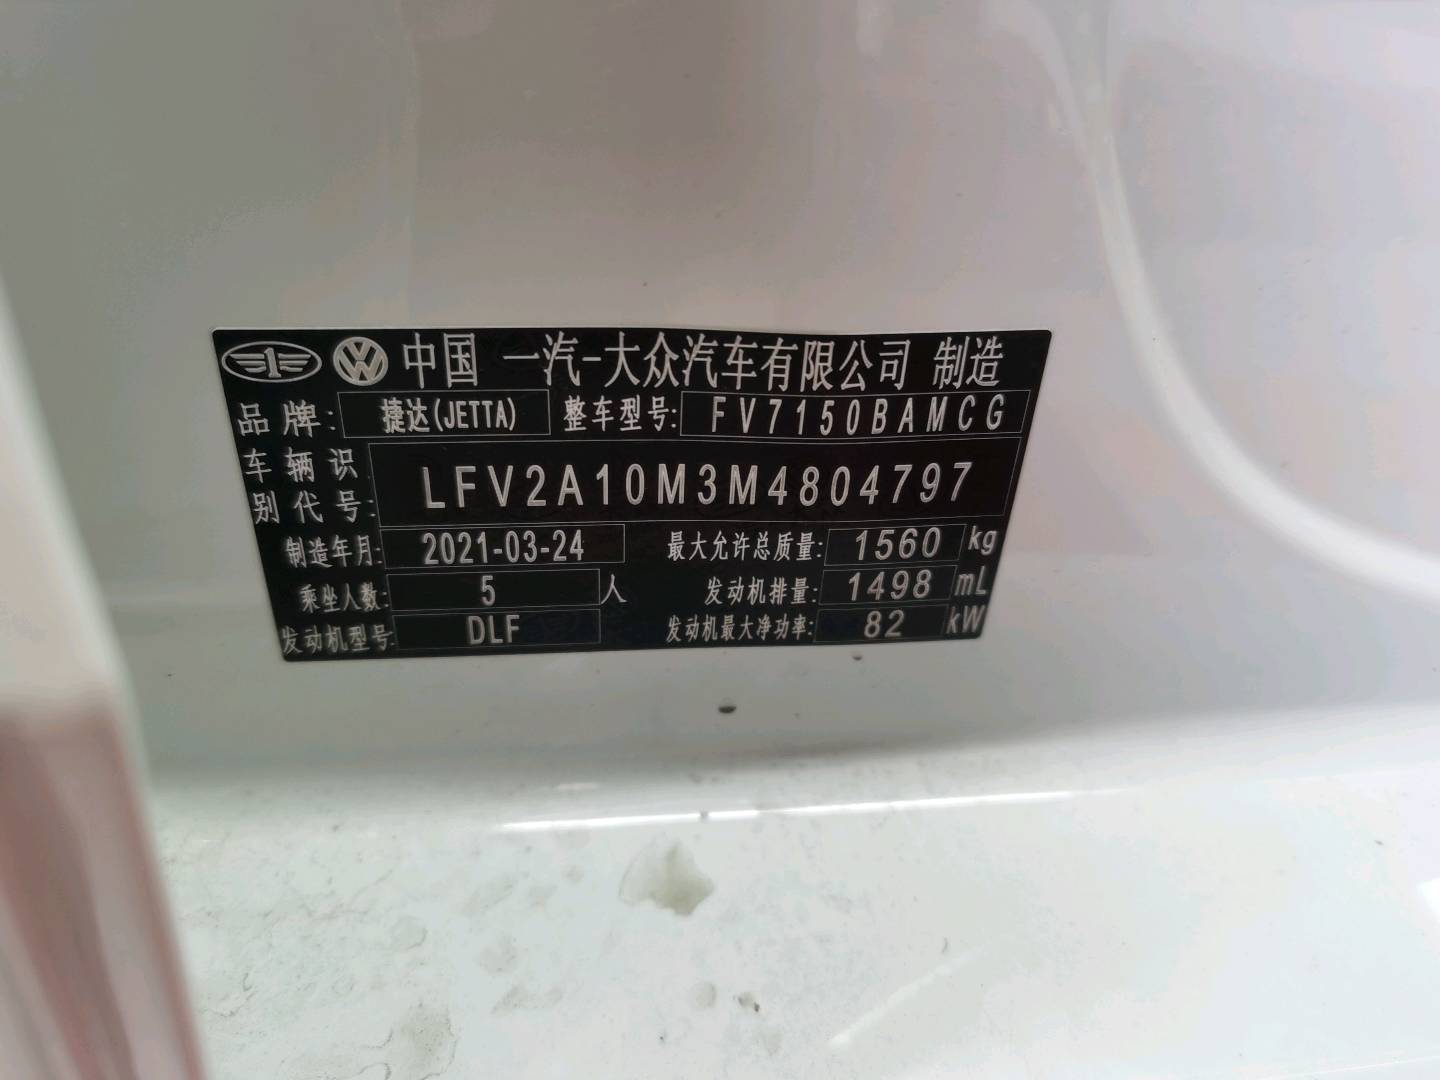 中国 一汽-大众汽车有限公司 制造
品牌: 捷达(JETTA) 整车型号: FV7150BAMCG
车辆识别代号: LFV2A10M3M4804797
制造年月: 2021-03-24 最大允许总质量: 1560 kg
乘坐人数: 5 人 发动机排量: 1498 mL
发动机型号: DLF 发动机最大净功率: 82 kW